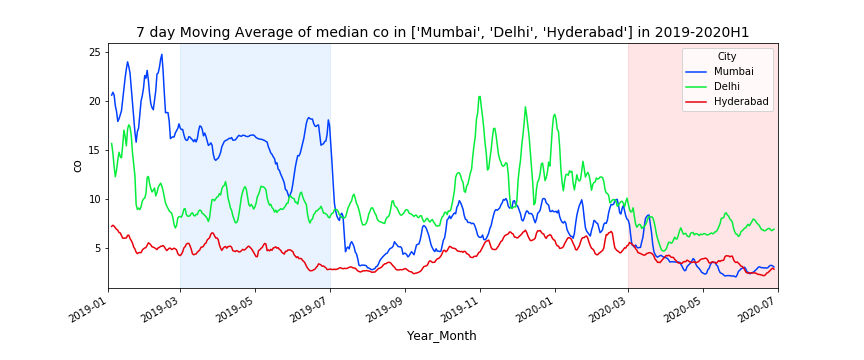 7 day Moving Average of median co in ['Mumbai', 'Delhi', 'Hyderabad'] in 2019-2020H1
City
Mumbai
Delhi
Hyderabad
25
20
15
10
5
co
2019-01
2019-03
2019-05
2019-07
2019-09
2019-11
2020-01
2020-03
2020-05
2020-07
Year_Month